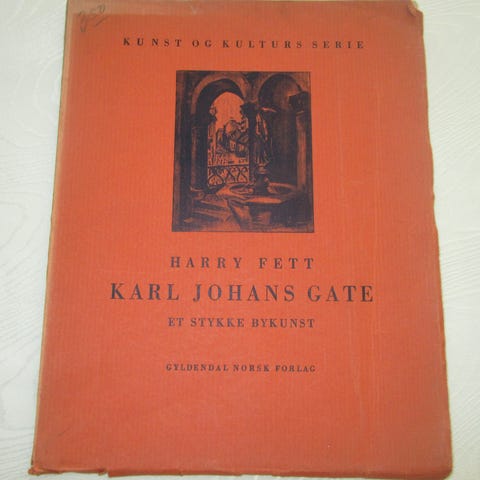 KUNST OG KULTURS SERIE
HARRY FETT
KARL JOHANS GATE
ET STYKKE BYKUNST
GYLDENDAL NORSK FORLAG